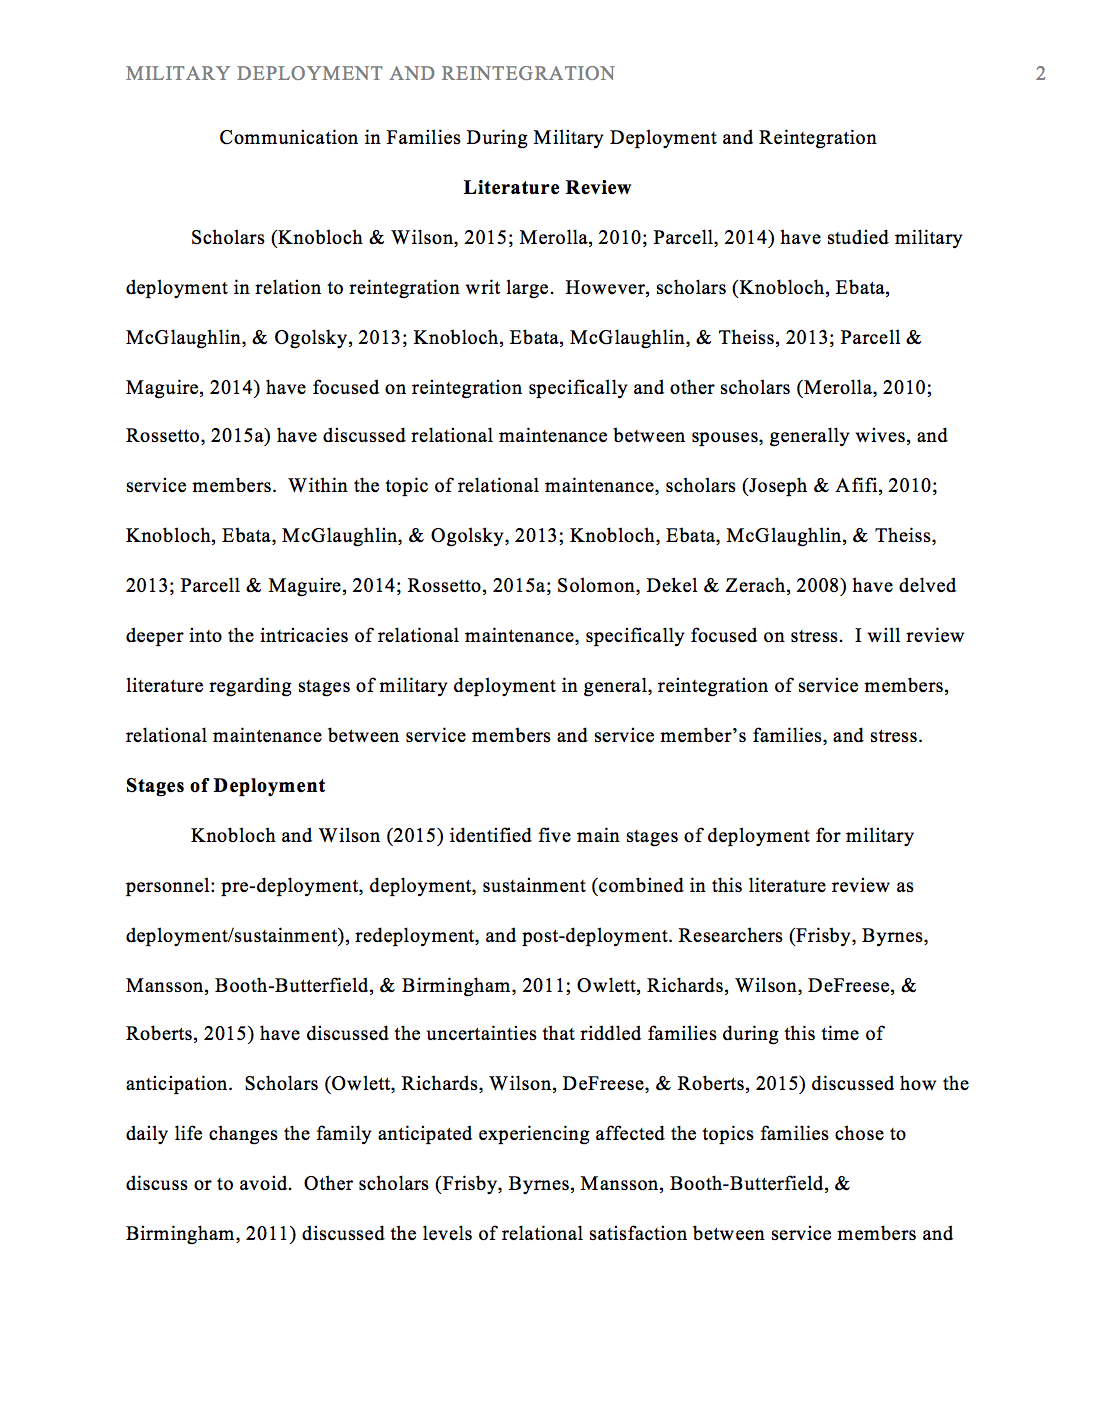 MILITARY DEPLOYMENT AND REINTEGRATION 2
Communication in Families During Military Deployment and Reintegration
Literature Review
Scholars (Knobloch & Wilson, 2015; Merolla, 2010; Parcell, 2014) have studied military
deployment in relation to reintegration writ large.  However, scholars (Knobloch, Ebata,
McGlaughlin, & Ogolsky, 2013; Knobloch, Ebata, McGlaughlin, & Theiss, 2013; Parcell &
Maguire, 2014) have focused on reintegration specifically and other scholars (Merolla, 2010;
Rossetto, 2015a) have discussed relational maintenance between spouses, generally wives, and
service members.  Within the topic of relational maintenance, scholars (Joseph & Afifi, 2010;
Knobloch, Ebata, McGlaughlin, & Ogolsky, 2013; Knobloch, Ebata, McGlaughlin, & Theiss,
2013; Parcell & Maguire, 2014; Rossetto, 2015a; Solomon, Dekel & Zerach, 2008) have delved
deeper into the intricacies of relational maintenance, specifically focused on stress.  I will review
literature regarding stages of military deployment in general, reintegration of service members,
relational maintenance between service members and service member’s families, and stress.
Stages of Deployment
Knobloch and Wilson (2015) identified five main stages of deployment for military
personnel: pre-deployment, deployment, sustainment (combined in this literature review as
deployment/sustainment), redeployment, and post-deployment. Researchers (Frisby, Byrnes,
Mansson, Booth-Butterfield, & Birmingham, 2011; Owlett, Richards, Wilson, DeFreese, &
Roberts, 2015) have discussed the uncertainties that riddled families during this time of
anticipation.  Scholars (Owlett, Richards, Wilson, DeFreese, & Roberts, 2015) discussed how the
daily life changes the family anticipated experiencing affected the topics families chose to
discuss or to avoid.  Other scholars (Frisby, Byrnes, Mansson, Booth-Butterfield, &
Birmingham, 2011) discussed the levels of relational satisfaction between service members and